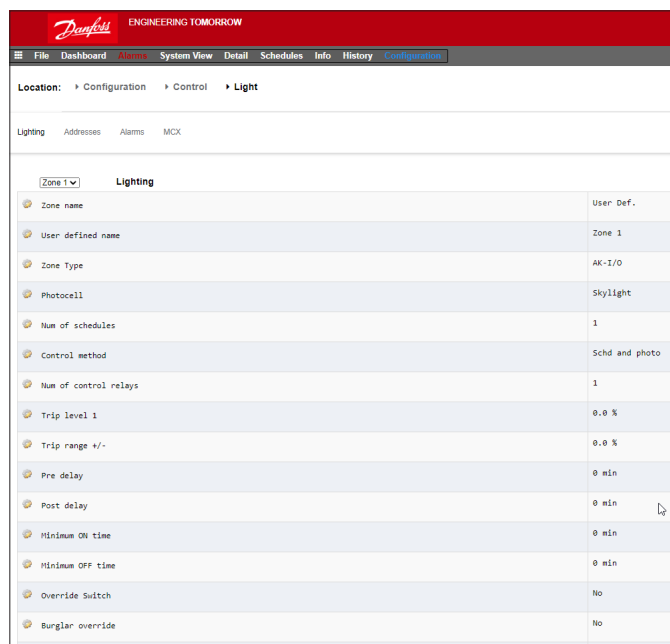 Danfoss ENGINEERING TOMORROW
File Dashboard Alarms System View Detail Schedules Info History Configuration
Location: Configuration Control Light
Lighting Addresses Alarms MCX
Zone 1 Lighting
Zone name User Def.
User defined name Zone 1
Zone Type AK-I/O
Photocell Skylight
Num of schedules 1
Control method Schd and photo
Num of control relays 1
Trip level 1 0.0 %
Trip range +/- 0.0 %
Pre delay 0 min
Post delay 0 min
Minimum ON time 0 min
Minimum OFF time 0 min
Override Switch No
Burglar override No